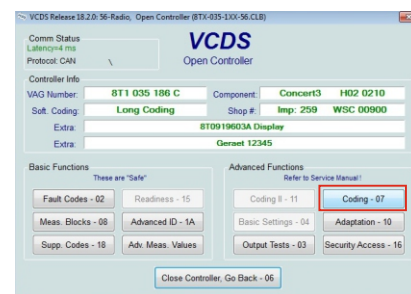 VCDS Release 18.2.0: 56-Radio, Open Controller (8TX-035-1XX-56.CLB)
Comm Status
Latency=4 ms
Protocol: CAN \
VCDS
Open Controller
Controller Info
VAG Number: 8T1 035 186 C Component: Concert3 H02 0210
Soft. Coding: Long Coding Shop #: Imp: 259 WSC 00900
Extra: 8T0919603A Display
Extra: Geraet 12345
Basic Functions
These are "Safe"
Fault Codes - 02 Readiness - 15
Meas. Blocks - 08 Advanced ID - 1A
Supp. Codes - 18 Adv. Meas. Values
Advanced Functions
Refer to Service Manual!
Coding II - 11 Coding - 07
Basic Settings - 04 Adaptation - 10
Output Tests - 03 Security Access - 16
Close Controller, Go Back - 06